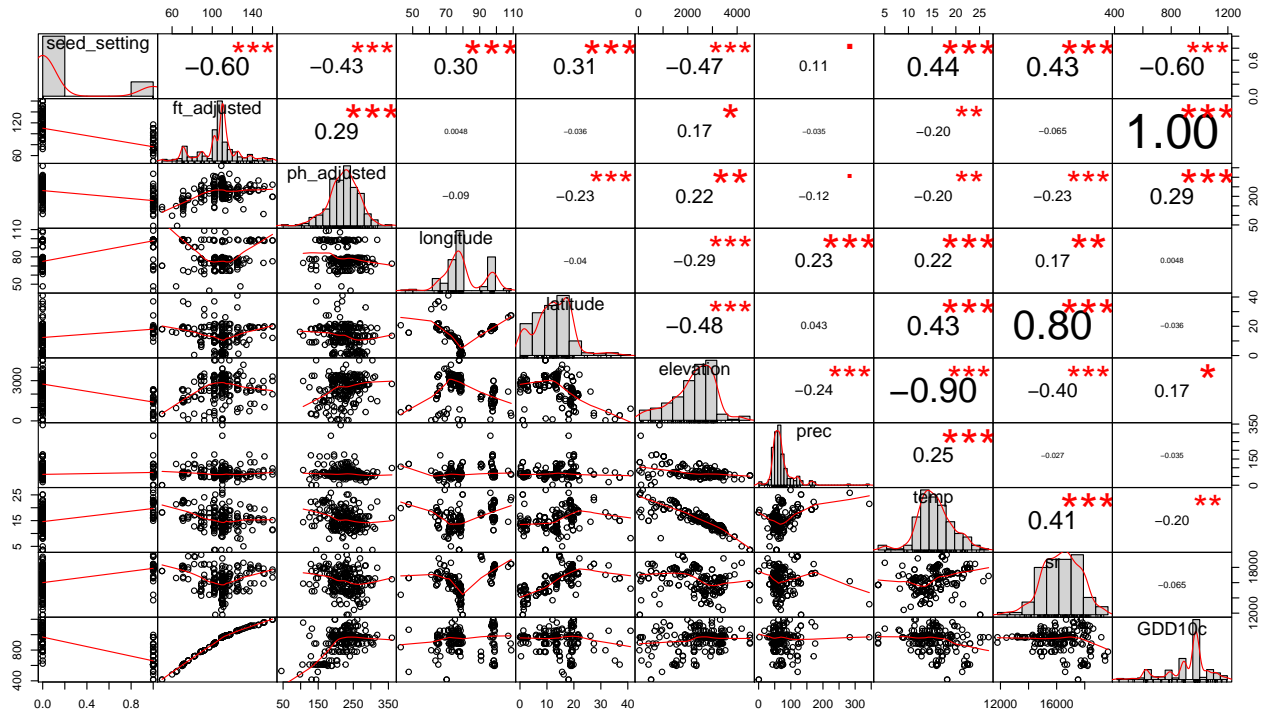 60 100 140
50 70 90 110
0 2000 4000
5 10 15 20 25
400 800 1200
seed_setting *** −0.60 *** −0.43 *** 0.30 *** 0.31 *** −0.47 0.11 *** 0.44 *** 0.43 *** −0.60 0.0 0.6
60 120 ft_adjusted *** 0.29 0.0048 −0.036 * 0.17 −0.035 ** −0.20 −0.065 *** 1.00
ph_adjusted −0.09 *** −0.23 ** 0.22 −0.12 ** −0.20 *** −0.23 *** 0.29 50 200
50 80 110 longitude −0.04 *** −0.29 *** 0.23 *** 0.22 ** 0.17 0.0048
latitude *** −0.48 0.043 *** 0.43 *** 0.80 −0.036 0 20 40
0 3000 elevation *** −0.24 *** −0.90 *** −0.40 * 0.17
prec *** 0.25 −0.027 −0.035 0 150 350
5 15 25 temp *** 0.41 ** −0.20
−0.065 12000 18000
400 800 GDD10c
0.0 0.4 0.8
50 150 250 350
0 10 20 30 40
0 100 200 300
12000 16000